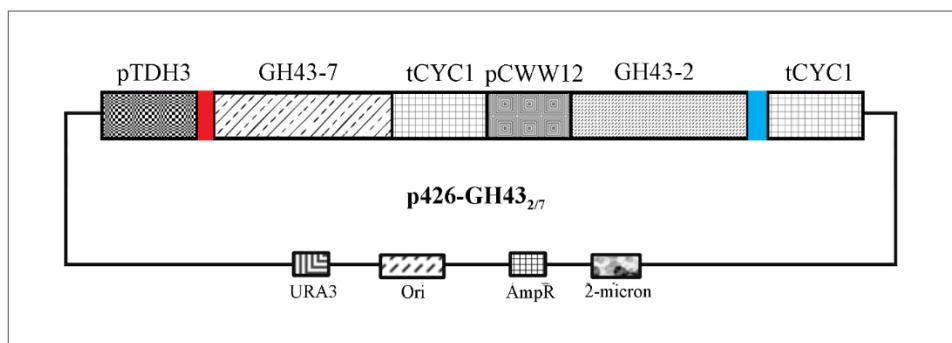 pTDH3 GH43-7 tCYC1 pCWW12 GH43-2 tCYC1
p426-GH43₂/₇
URA3 Ori AmpR 2-micron